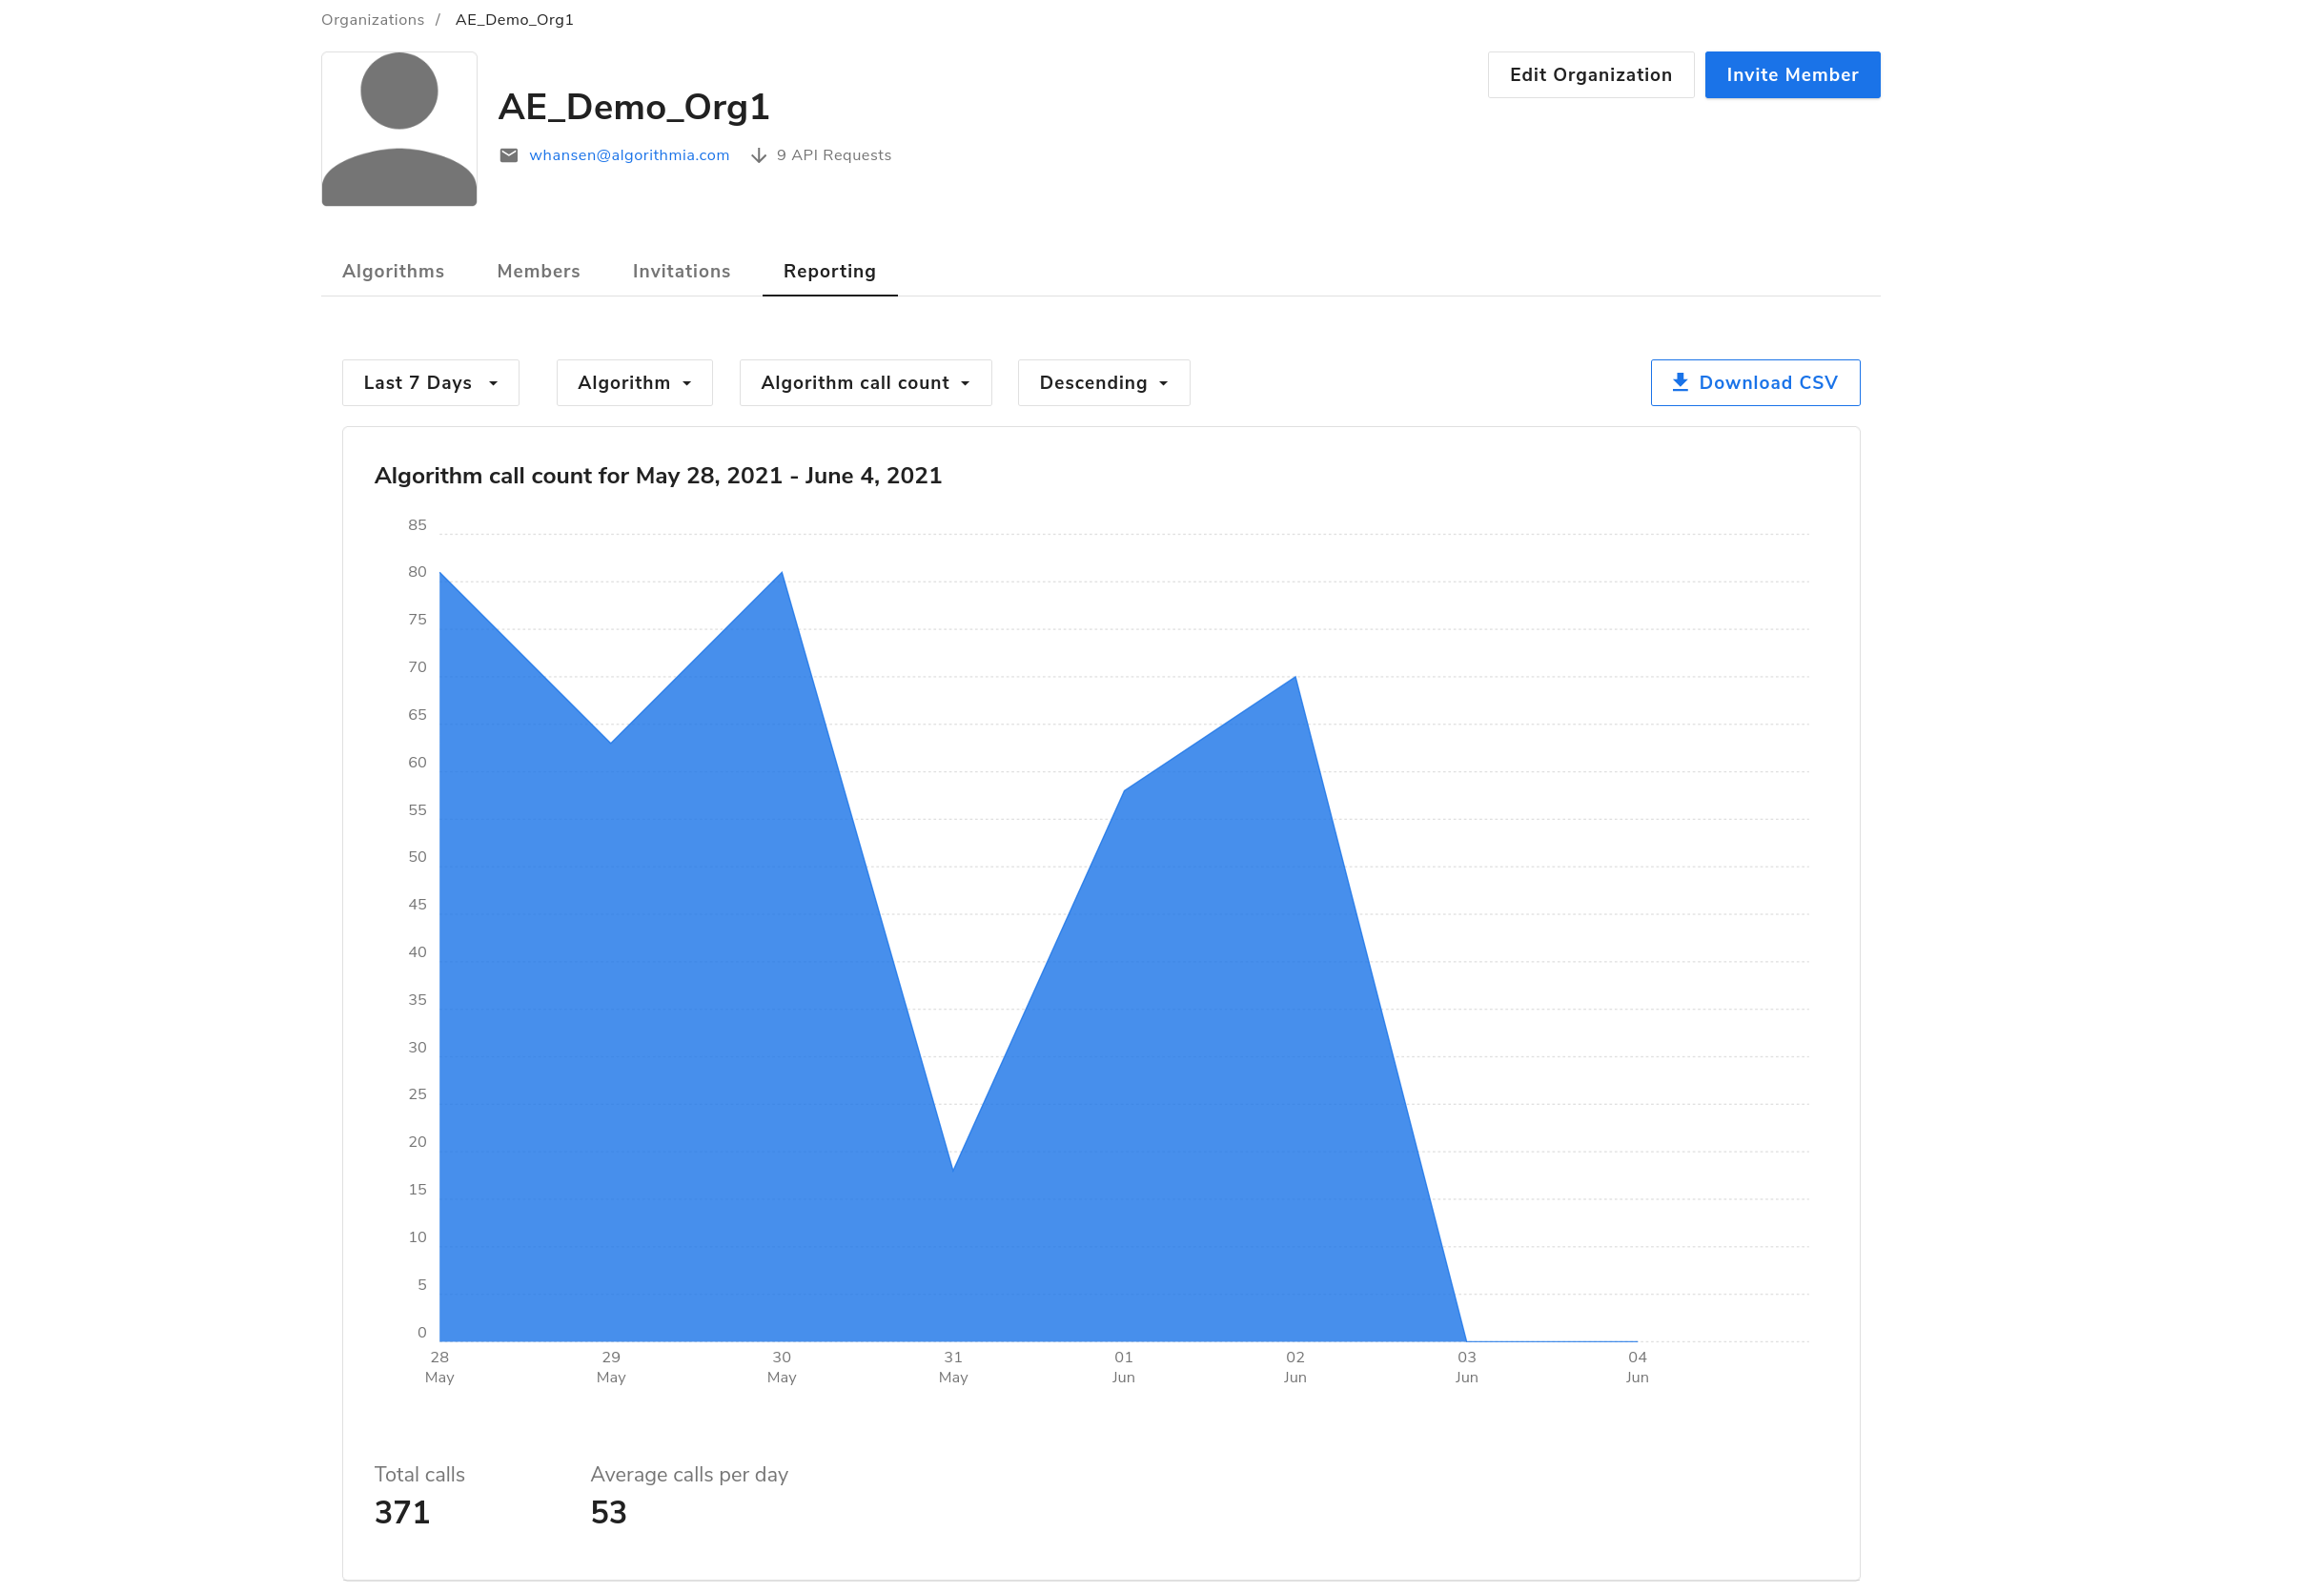 Organizations / AE_Demo_Org1
Edit Organization Invite Member
AE_Demo_Org1
whansen@algorithmia.com 9 API Requests
Algorithms Members Invitations Reporting
Last 7 Days Algorithm Algorithm call count Descending Download CSV
Algorithm call count for May 28, 2021 - June 4, 2021
85
80
75
70
65
60
55
50
45
40
35
30
25
20
15
10
5
0
28 29 30 31 01 02 03 04
May May May May Jun Jun Jun Jun
Total calls Average calls per day
371 53